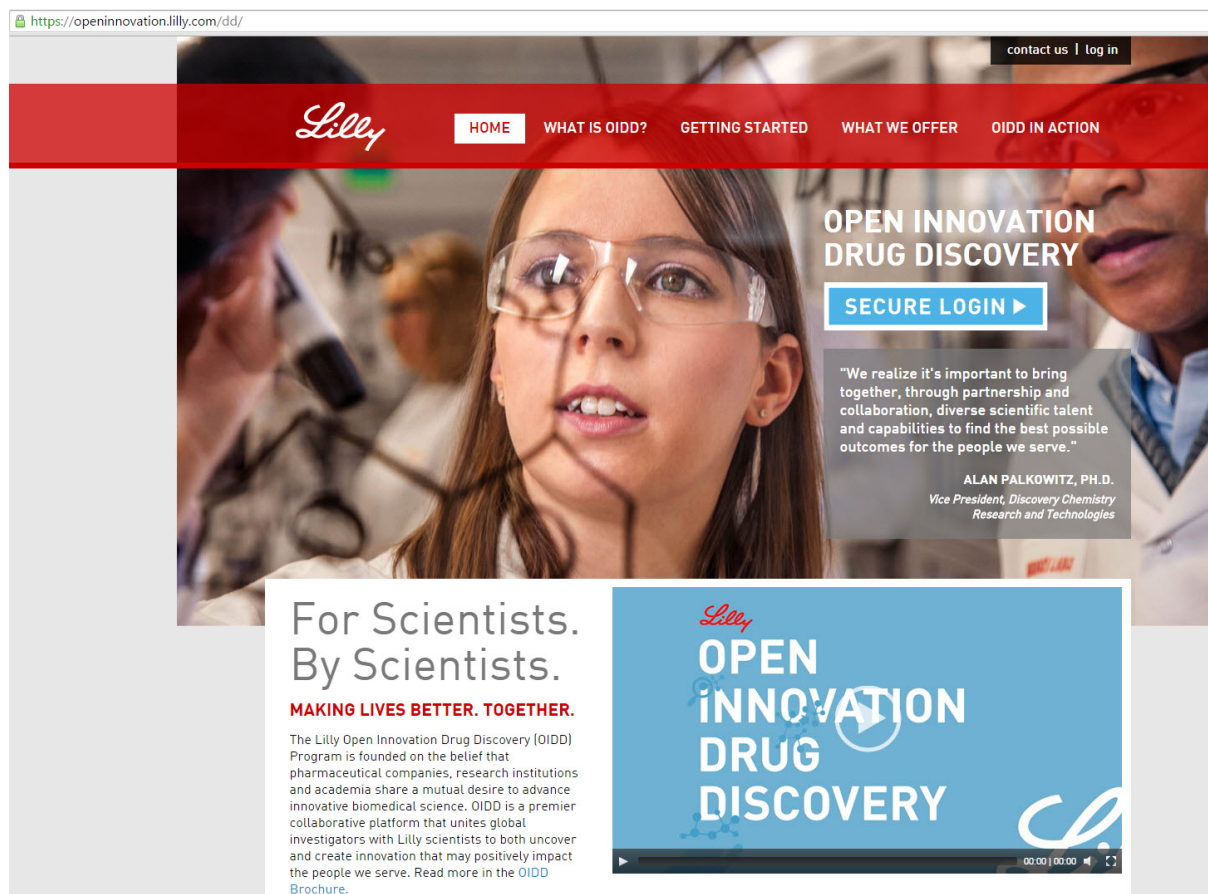 https://openinnovation.lilly.com/dd/
contact us | log in
Lilly
HOME
WHAT IS OIDD?
GETTING STARTED
WHAT WE OFFER
OIDD IN ACTION
OPEN INNOVATION
DRUG DISCOVERY
SECURE LOGIN
"We realize it's important to bring
together, through partnership and
collaboration, diverse scientific talent
and capabilities to find the best possible
outcomes for the people we serve."
ALAN PALKOWITZ, PH.D.
Vice President, Discovery Chemistry
Research and Technologies
For Scientists.
By Scientists.
MAKING LIVES BETTER. TOGETHER.
The Lilly Open Innovation Drug Discovery (OIDD)
Program is founded on the belief that
pharmaceutical companies, research institutions
and academia share a mutual desire to advance
innovative biomedical science. OIDD is a premier
collaborative platform that unites global
investigators with Lilly scientists to both uncover
and create innovation that may positively impact
the people we serve. Read more in the OIDD
Brochure.
Lilly
OPEN
INNOVATION
DRUG
DISCOVERY
00:00 | 00:00